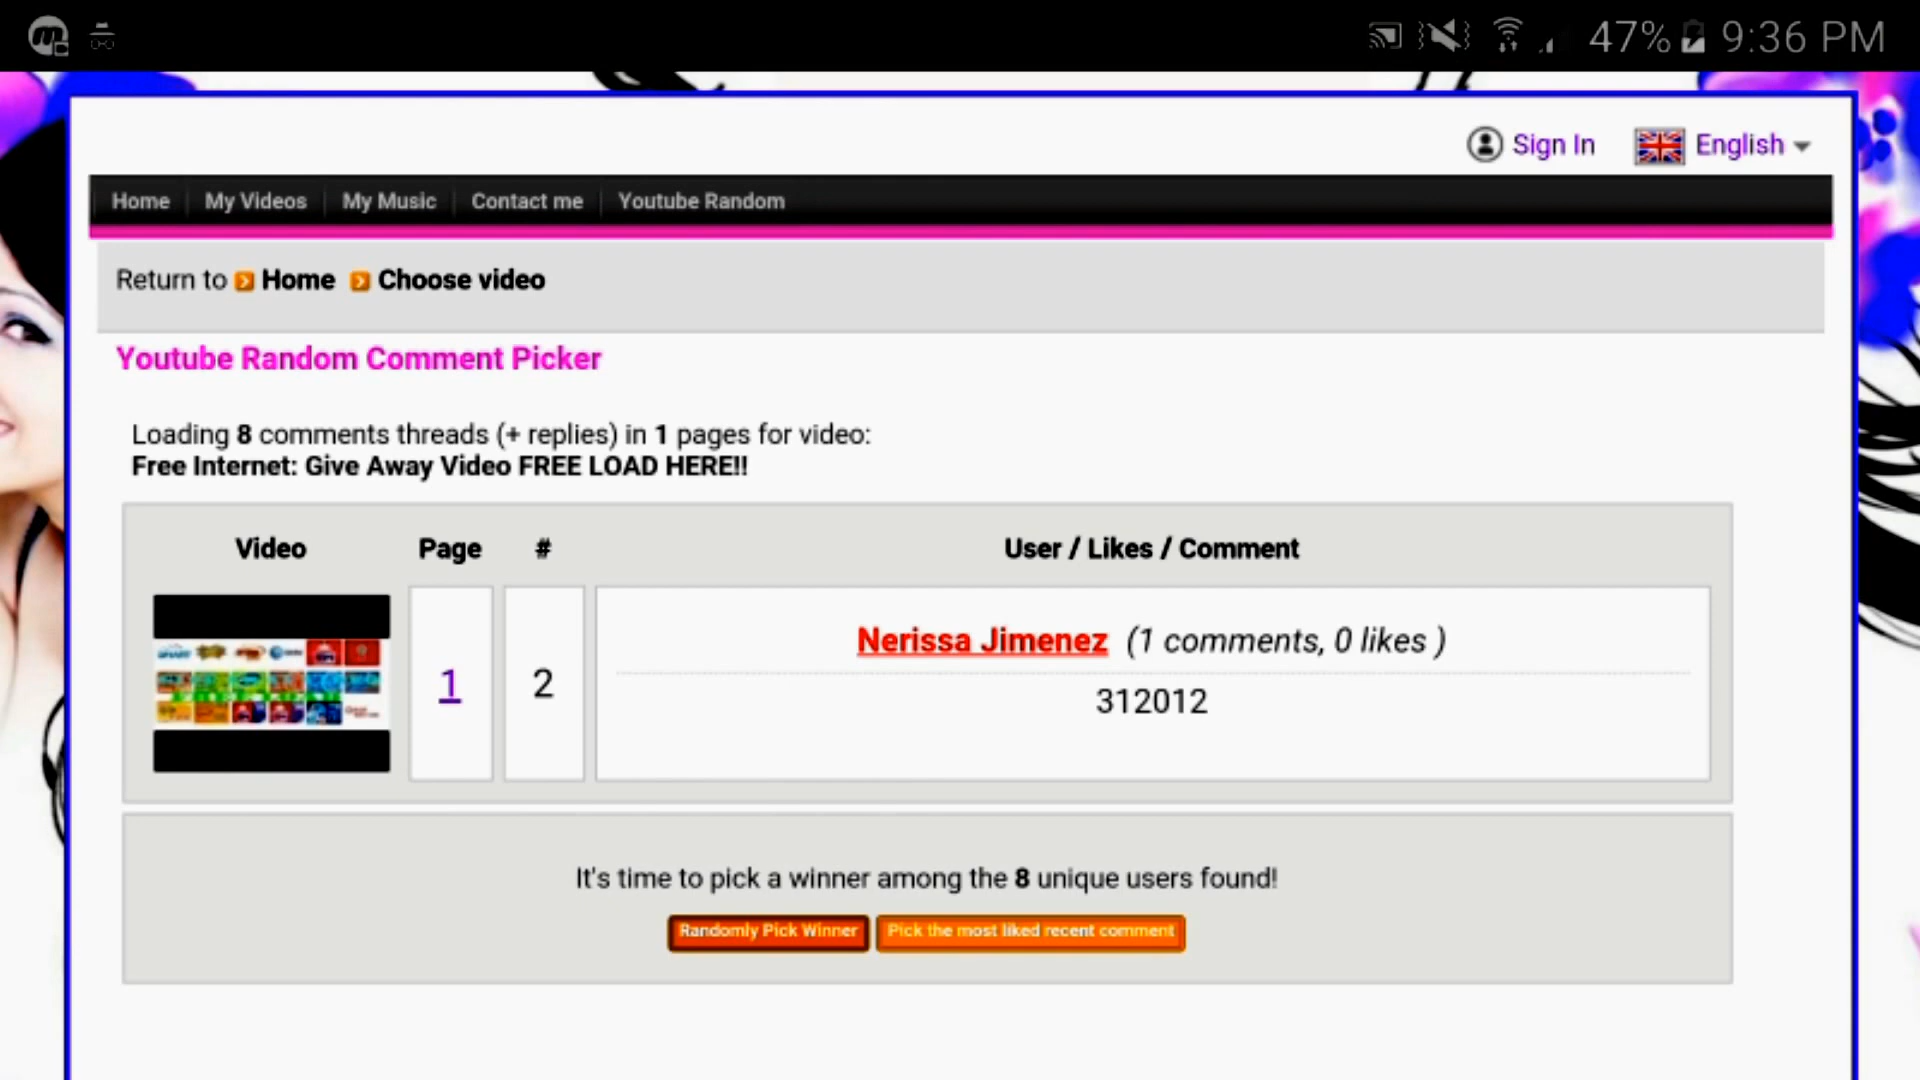 47% 9:36 PM
Sign In English
Home My Videos My Music Contact me Youtube Random
Return to Home Choose video
Youtube Random Comment Picker
Loading 8 comments threads (+ replies) in 1 pages for video:
Free Internet: Give Away Video FREE LOAD HERE!!
Video Page # User / Likes / Comment
Nerissa Jimenez (1 comments, 0 likes )
1 2
312012
It's time to pick a winner among the 8 unique users found!
Randomly Pick Winner Pick the most liked recent comment